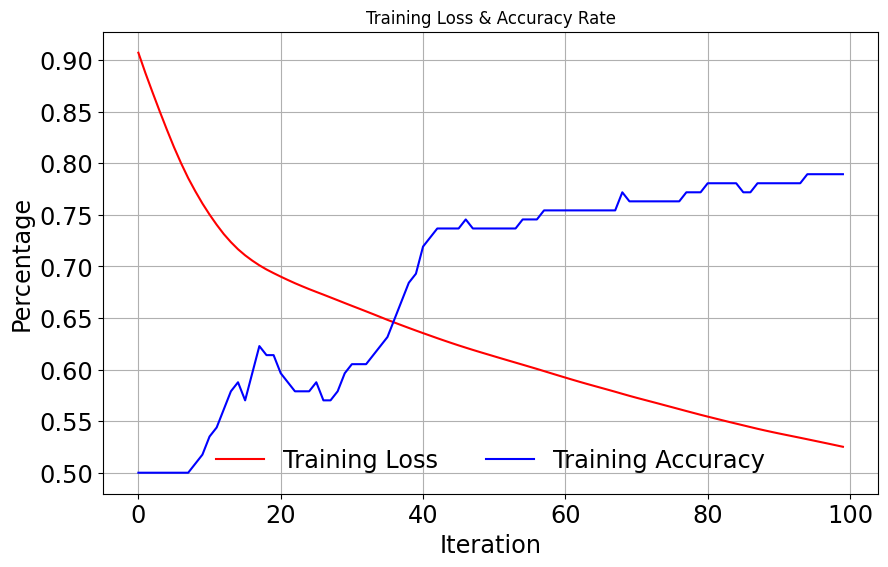 Training Loss & Accuracy Rate
Percentage
0.90
0.85
0.80
0.75
0.70
0.65
0.60
0.55
0.50
Training Loss
Training Accuracy
0 20 40 60 80 100
Iteration